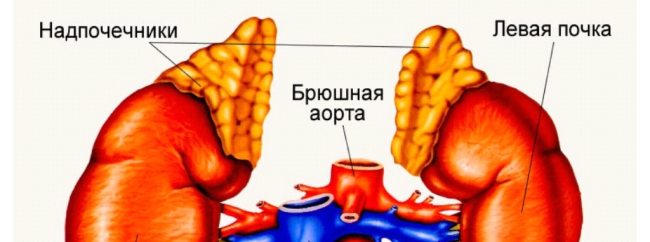 Надпочечники
Левая почка
Брюшная
аорта